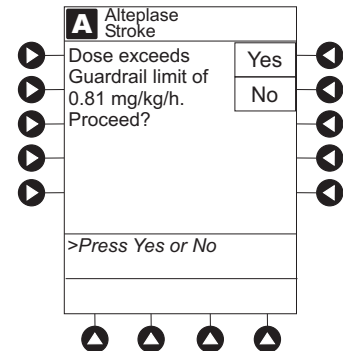 A Alteplase
Stroke
Dose exceeds
Guardrail limit of
0.81 mg/kg/h.
Proceed?
Yes
No
>Press Yes or No